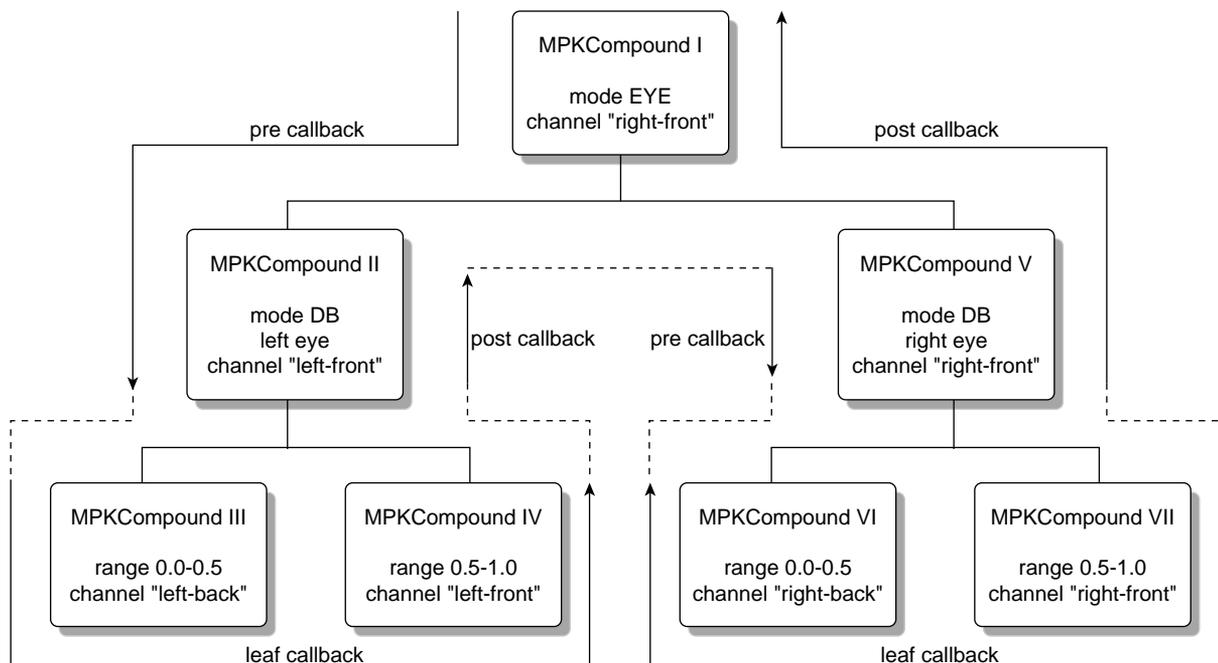 MPKCompound I
mode EYE
channel "right-front"
pre callback
post callback
MPKCompound II
mode DB
left eye
channel "left-front"
post callback
pre callback
MPKCompound V
mode DB
right eye
channel "right-front"
MPKCompound III
range 0.0-0.5
channel "left-back"
MPKCompound IV
range 0.5-1.0
channel "left-front"
MPKCompound VI
range 0.0-0.5
channel "right-back"
MPKCompound VII
range 0.5-1.0
channel "right-front"
leaf callback
leaf callback